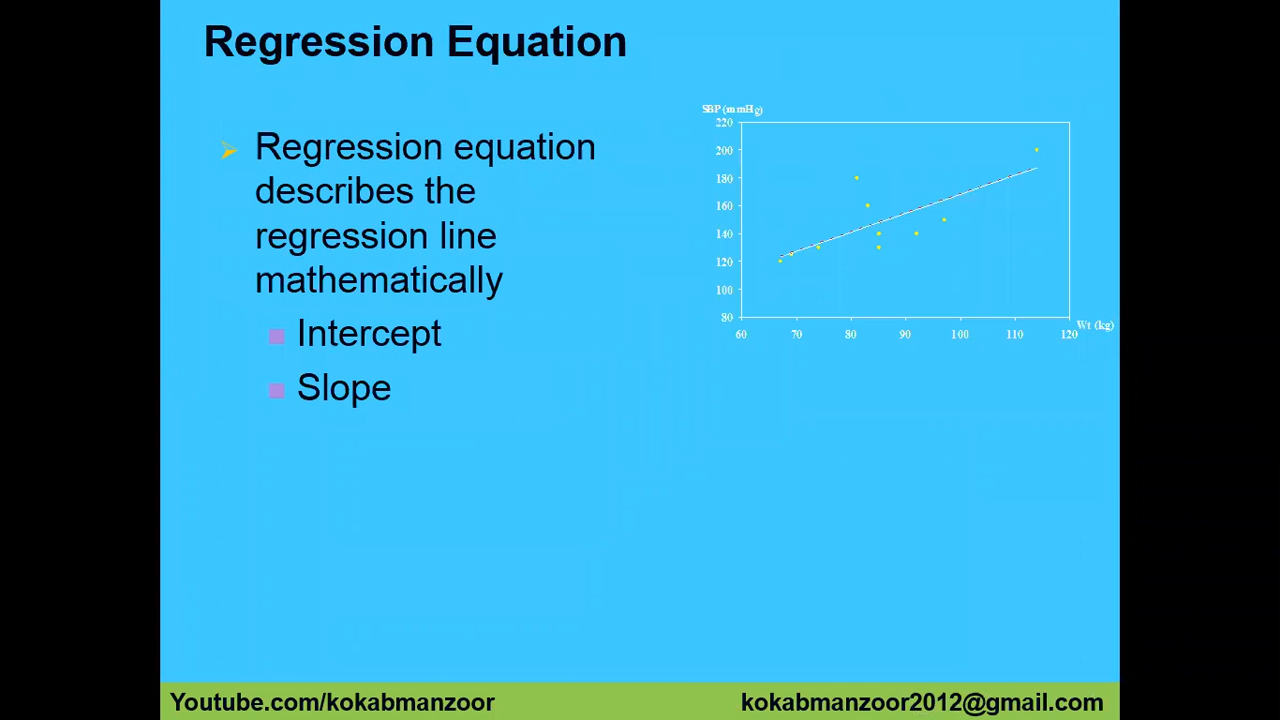 Regression Equation
Regression equation
describes the
regression line
mathematically
Intercept
Slope
SBP (mmHg)
220
200
180
160
140
120
100
80
60 70 80 90 100 110 120
Wt (kg)
Youtube.com/kokabmanzoor
kokabmanzoor2012@gmail.com